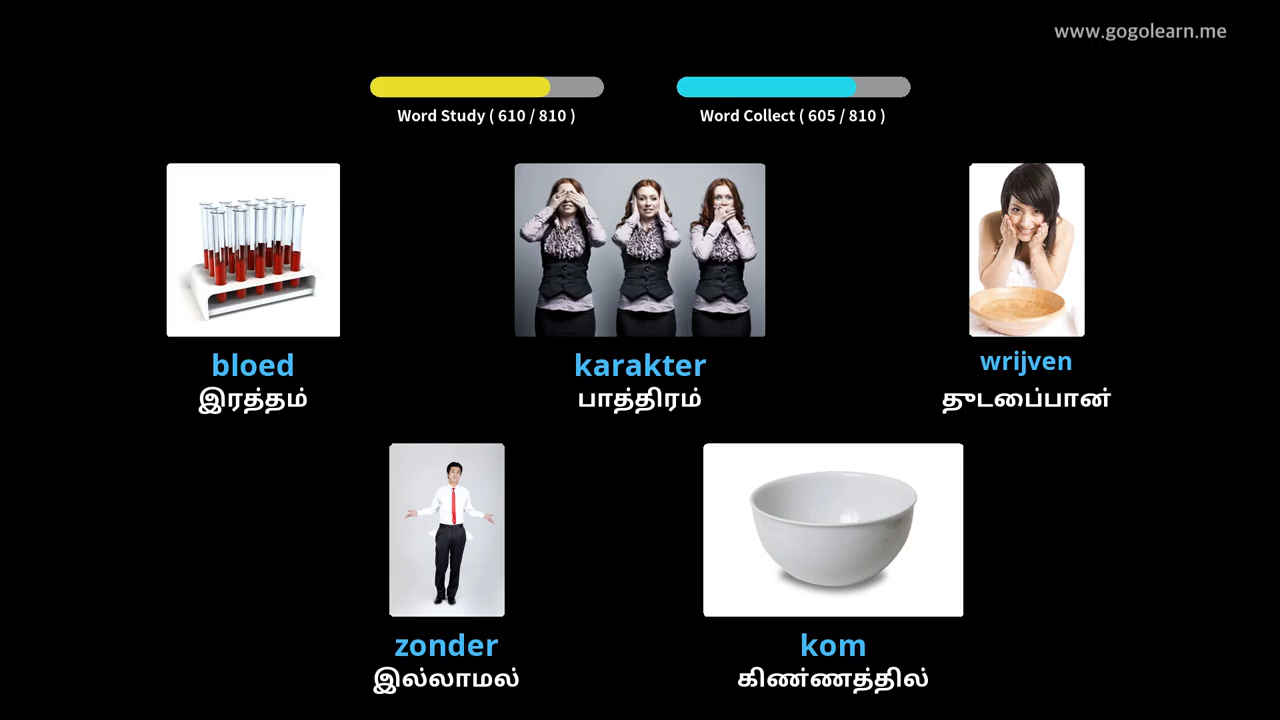 www.gogolearn.me
Word Study ( 610 / 810 )
Word Collect ( 605 / 810 )
bloed
இரத்தம்
karakter
பாத்திரம்
wrijven
துடைப்பான்
zonder
இல்லாமல்
kom
கிண்ணத்தில்